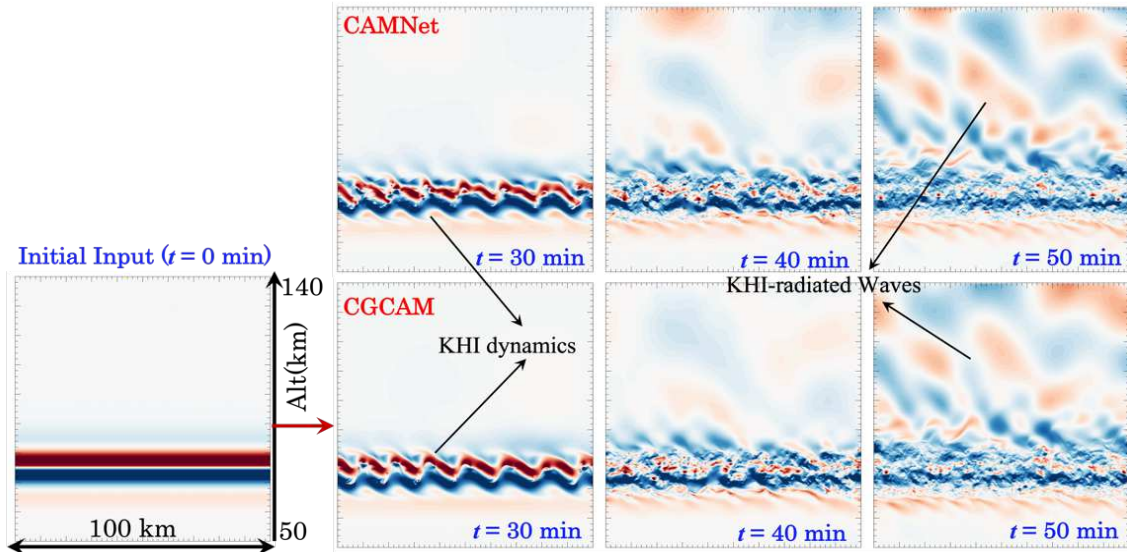 CAMNet
t = 30 min
t = 40 min
t = 50 min
Initial Input (t = 0 min)
140
Alt(km)
50
100 km
KHI dynamics
KHI-radiated Waves
CGCAM
t = 30 min
t = 40 min
t = 50 min